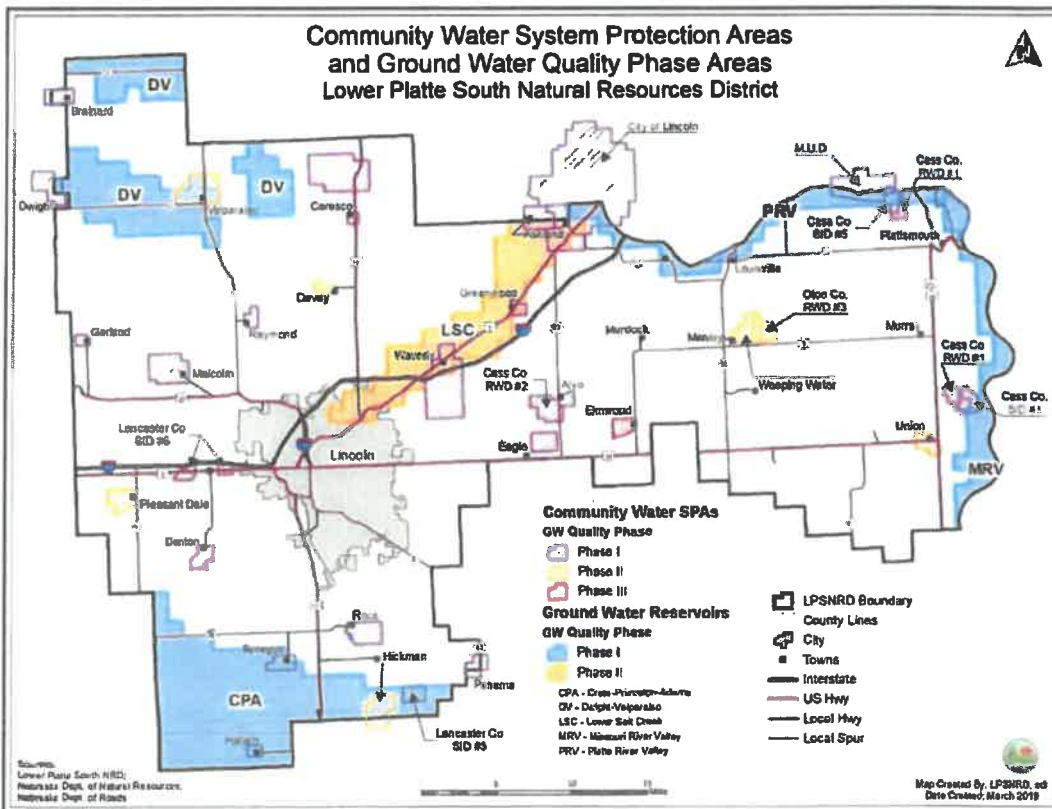 Community Water System Protection Areas
and Ground Water Quality Phase Areas
Lower Platte South Natural Resources District
DV
Brainard
City of Lincoln
M.U.D
Cass Co.
RWD #1
DV
DV
Dwight
Valparaiso
Ceresco
Ashland
PRV
Cass Co
SID #5
Plattsmouth
Louisville
Davey
Greenwood
LSC
Otoe Co.
RWD #3
Garland
Raymond
Murdock
Manley
Murray
Malcolm
Waverly
Cass Co
RWD #2
Alvo
Weeping Water
Cass Co
RWD #1
Cass Co.
Lancaster Co
SID #6
Elmwood
Union
Lincoln
Eagle
MRV
Pleasant Dale
Denton
Community Water SPAs
GW Quality Phase
Phase I
Phase II
Phase III
Ground Water Reservoirs
GW Quality Phase
Phase I
Phase II
CPA - Crete-Princeton-Adams
DV - Dwight-Valparaiso
LSC - Lower Salt Creek
MRV - Missouri River Valley
PRV - Platte River Valley
LPSNRD Boundary
County Lines
City
Towns
Interstate
US Hwy
Local Hwy
Local Spur
Hickman
Panama
Sprague
CPA
Hallam
Lancaster Co
Sources:
Lower Platte South NRD;
Nebraska Dept. of Natural Resources,
Nebraska Dept. of Roads
Miles
Map Created By: LPSNRD,
Date Created: March 2019